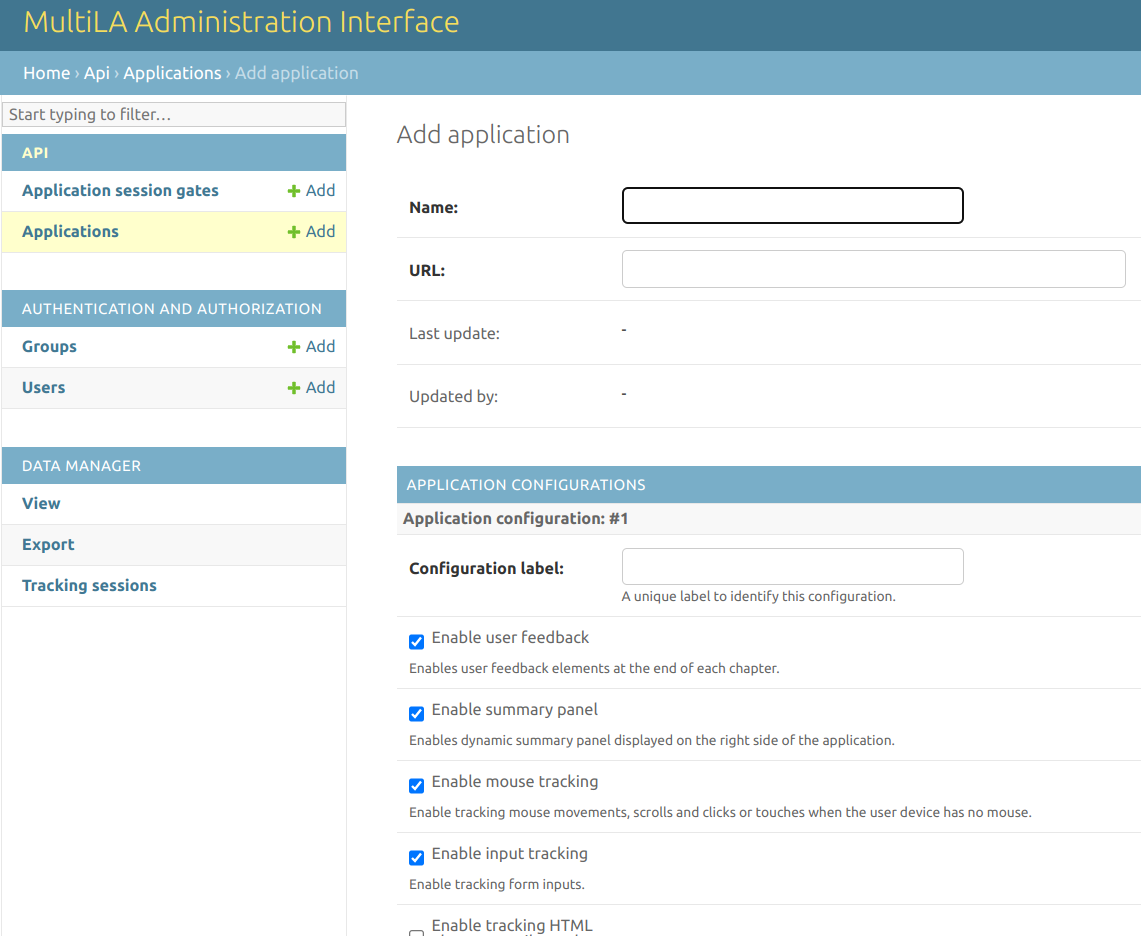 MultiLA Administration Interface
Home › Api › Applications › Add application
Start typing to filter…
API
Application session gates Add
Applications Add
AUTHENTICATION AND AUTHORIZATION
Groups Add
Users Add
DATA MANAGER
View
Export
Tracking sessions
Add application
Name:
URL:
Last update: -
Updated by: -
APPLICATION CONFIGURATIONS
Application configuration: #1
Configuration label:
A unique label to identify this configuration.
Enable user feedback
Enables user feedback elements at the end of each chapter.
Enable summary panel
Enables dynamic summary panel displayed on the right side of the application.
Enable mouse tracking
Enable tracking mouse movements, scrolls and clicks or touches when the user device has no mouse.
Enable input tracking
Enable tracking form inputs.
Enable tracking HTML